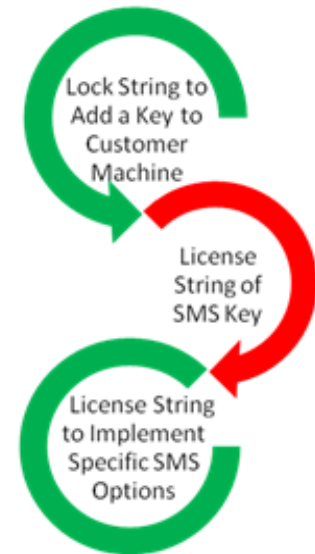 Lock String to
Add a Key to
Customer
Machine
License
String of
SMS Key
License String
to Implement
Specific SMS
Options